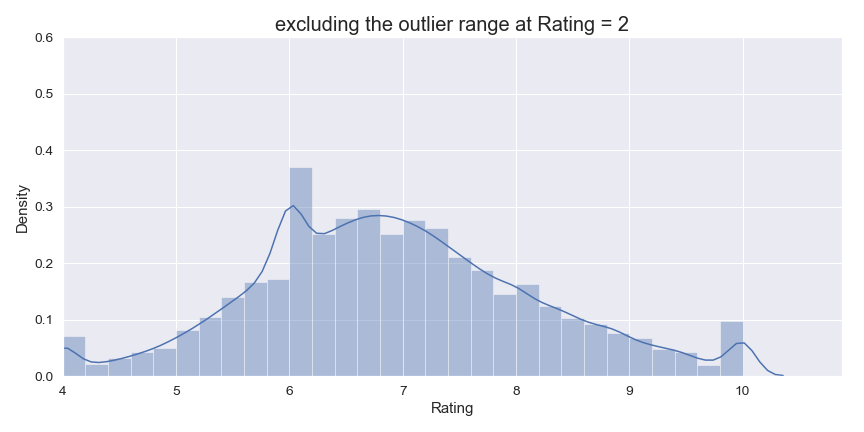 excluding the outlier range at Rating = 2
0.6
0.5
0.4
0.3
0.2
0.1
0.0
Density
4 5 6 7 8 9 10
Rating